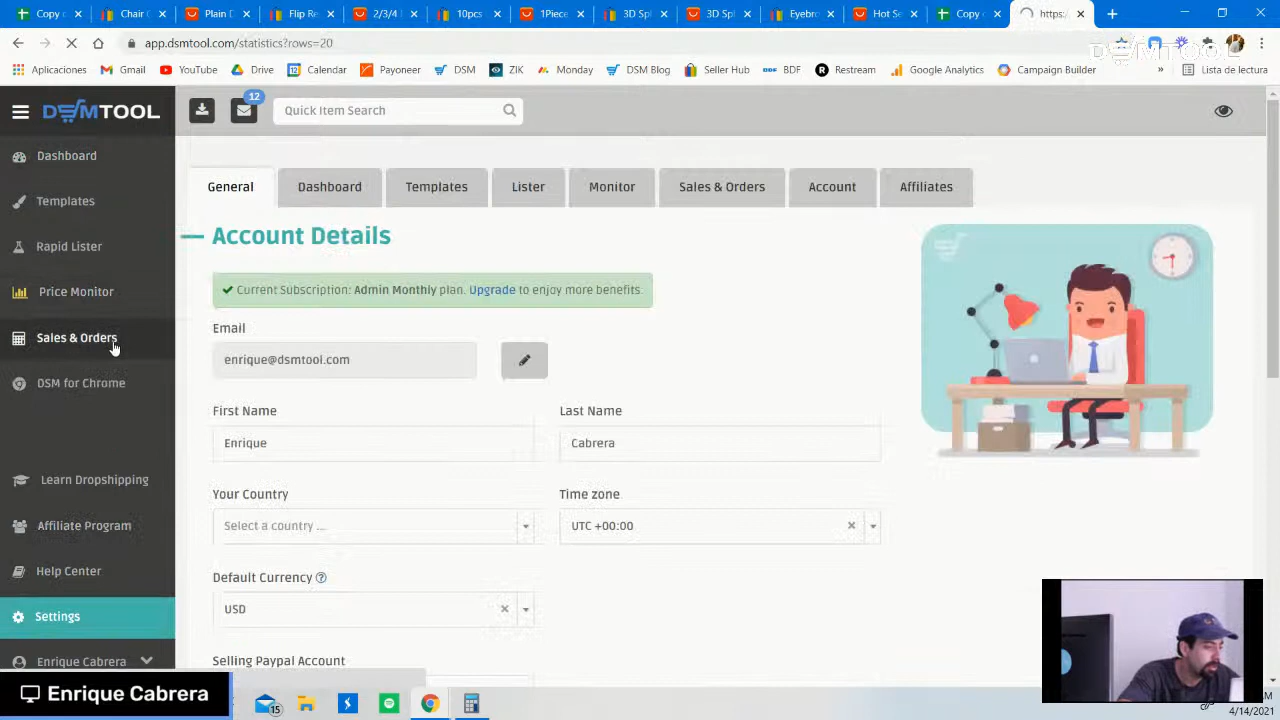 Copy
Chair
Plain D
Flip Re
2/3/4
10pcs
1Piece
3D Spl
3D Spl
Eyebro
Hot Se
Copy o
https:/
app.dsmtool.com/statistics?rows=20
DSMTOOL
Aplicaciones
Gmail
YouTube
Drive
Calendar
Payoneer
DSM
ZIK
Monday
DSM Blog
Seller Hub
BDF
Restream
Google Analytics
Campaign Builder
»
Lista de lectura
DSMTOOL
12
Quick Item Search
Dashboard
Templates
Rapid Lister
Price Monitor
Sales & Orders
DSM for Chrome
Learn Dropshipping
Affiliate Program
Help Center
Settings
Enrique Cabrera
General
Dashboard
Templates
Lister
Monitor
Sales & Orders
Account
Affiliates
Account Details
Current Subscription: Admin Monthly plan. Upgrade to enjoy more benefits.
Email
enrique@dsmtool.com
First Name
Last Name
Enrique
Cabrera
Your Country
Time zone
Select a country ...
UTC +00:00
Default Currency
USD
Selling Paypal Account
Enrique Cabrera
15
4/14/2021